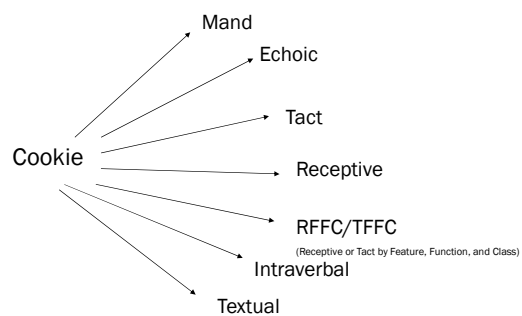 Mand
Echoic
Tact
Cookie
Receptive
RFFC/TFFC
(Receptive or Tact by Feature, Function, and Class)
Intraverbal
Textual